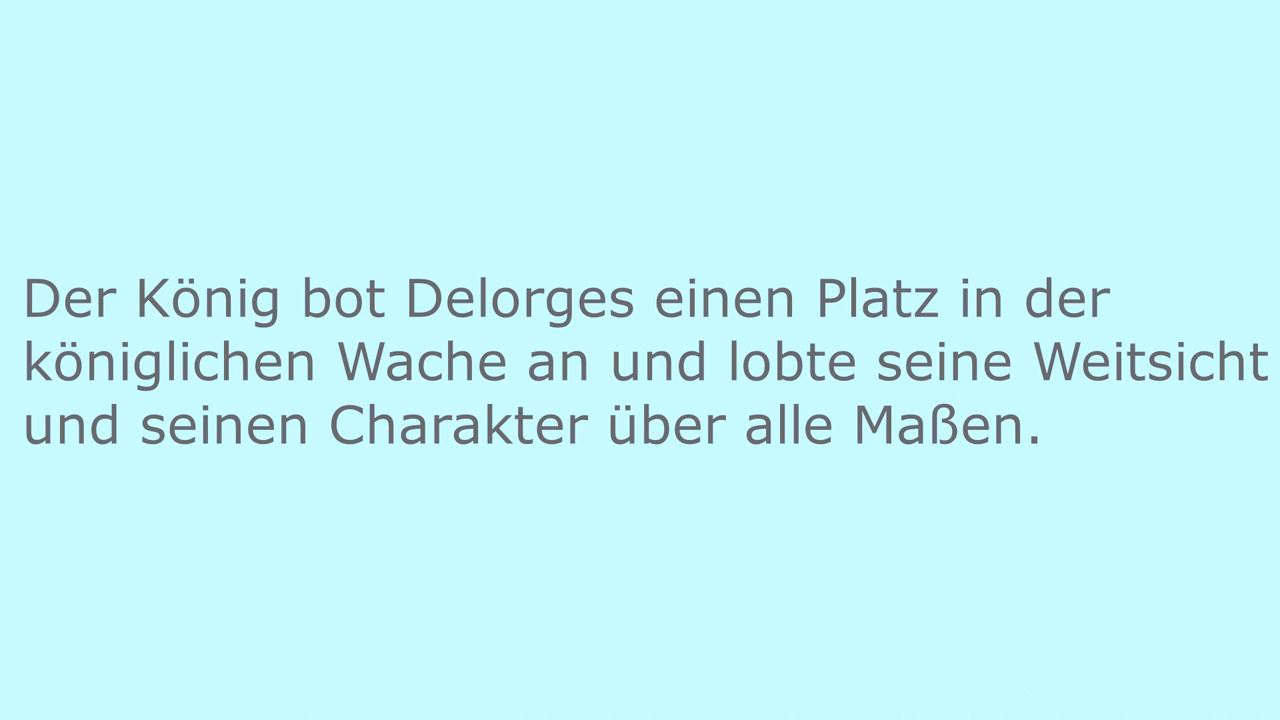 Der König bot Delorges einen Platz in der
königlichen Wache an und lobte seine Weitsicht
und seinen Charakter über alle Maßen.